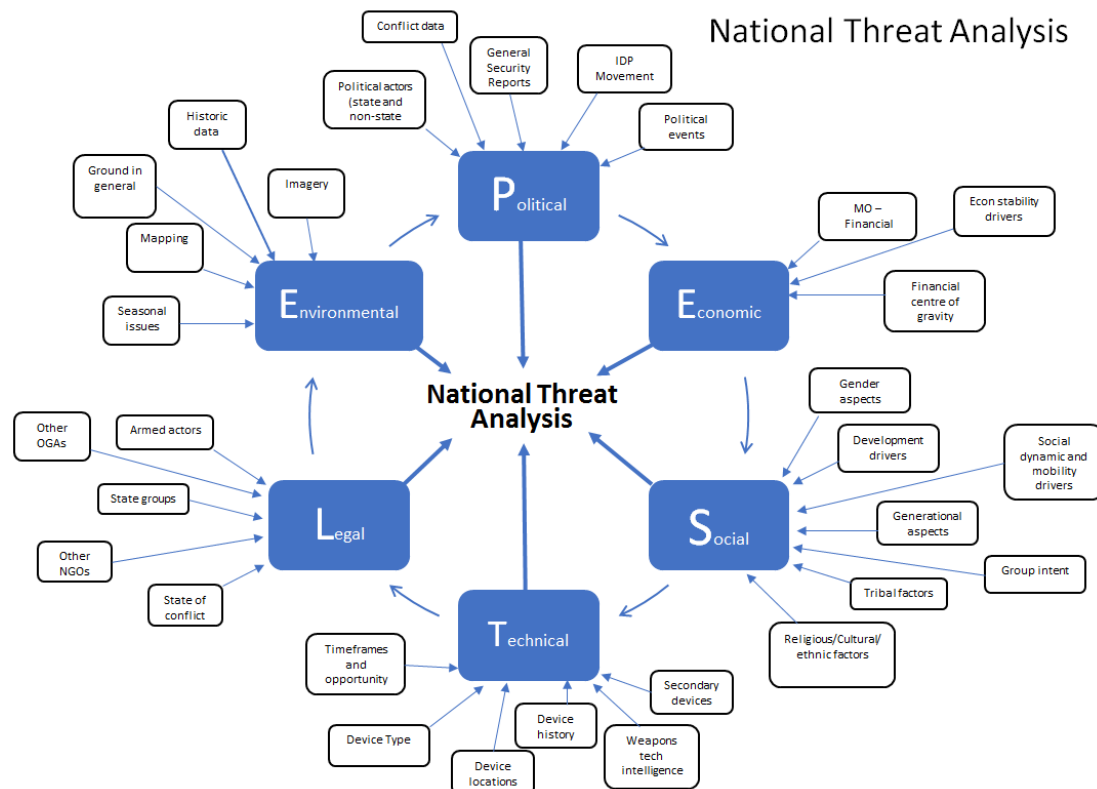 National Threat Analysis
Conflict data
General
Security
Reports
IDP
Movement
Political actors
(state and
non-state
Political
events
Historic
data
Ground in
general
Imagery
Mapping
Seasonal
issues
Political
Environmental
Economic
MO –
Financial
Econ stability
drivers
Financial
centre of
gravity
National Threat
Analysis
Gender
aspects
Development
drivers
Social
dynamic and
mobility
drivers
Generational
aspects
Group intent
Tribal factors
Religious/Cultural/
ethnic factors
Social
Other
OGAs
Armed actors
State groups
Other
NGOs
State of
conflict
Legal
Technical
Timeframes
and
opportunity
Device Type
Device
locations
Device
history
Weapons
tech
intelligence
Secondary
devices